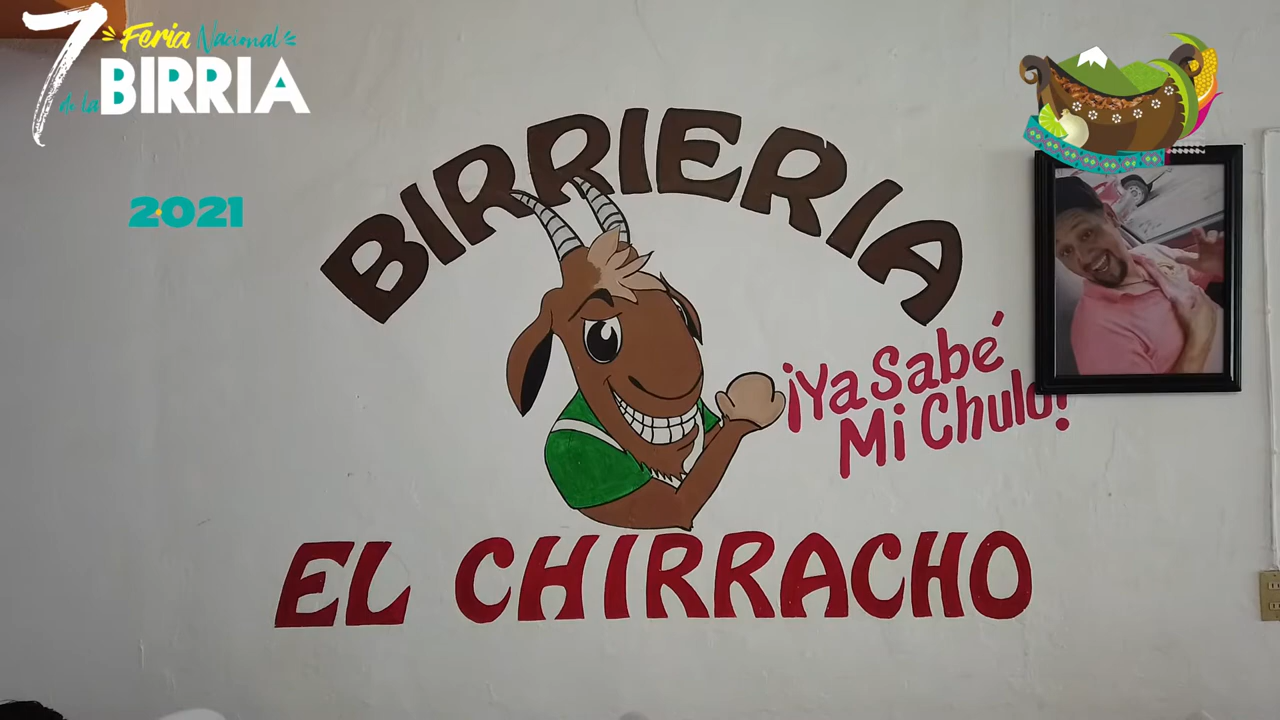 7 Feria Nacional
de la BIRRIA
2021
BIRRIERIA
¡Ya Sabé
Mi Chulo!
EL CHIRRACHO